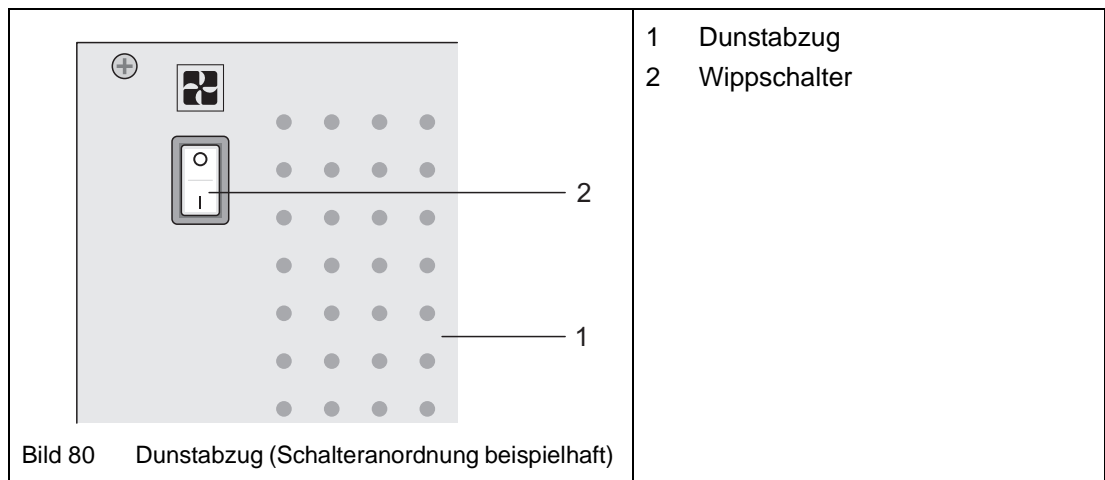 O
I
2
1
Bild 80 Dunstabzug (Schalteranordnung beispielhaft)
1 Dunstabzug
2 Wippschalter